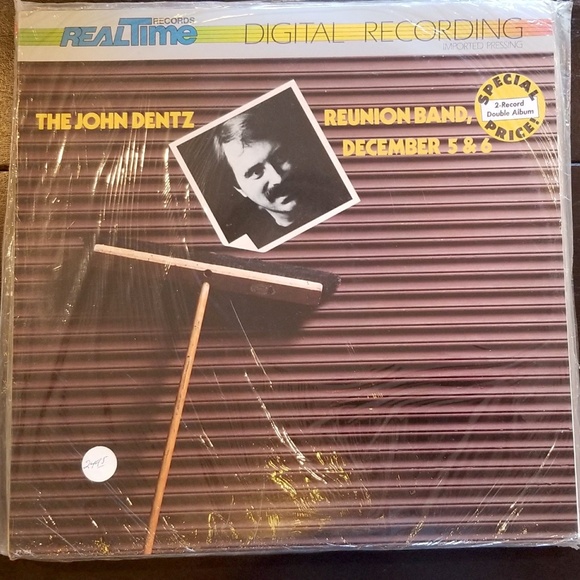 RECORDS
REALTime
DIGITAL RECORDING
IMPORTED PRESSING
SPECIAL
2-Record
Double Album
PRICE!
THE JOHN DENTZ
REUNION BAND,
DECEMBER 5 & 6